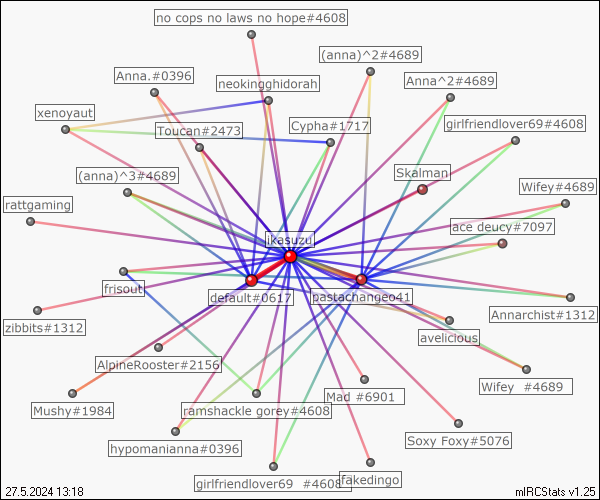 no cops no laws no hope#4608
(anna)^2#4689
Anna.#0396
neokingghidorah
Anna^2#4689
xenoyaut
Toucan#2473
Cypha#1717
girlfriendlover69#4608
(anna)^3#4689
Skalman
Wifey#4689
rattgaming
ace deucy#7097
ikasuzu
frisout
default#0617
pastachangeo41
Annarchist#1312
zibbits#1312
avelicious
AlpineRooster#2156
Wifey  #4689
Mushy#1984
ramshackle gorey#4608
Mad #6901
hypomanianna#0396
Soxy Foxy#5076
girlfriendlover69  #4608
fakedingo
27.5.2024 13:18
mIRCStats v1.25